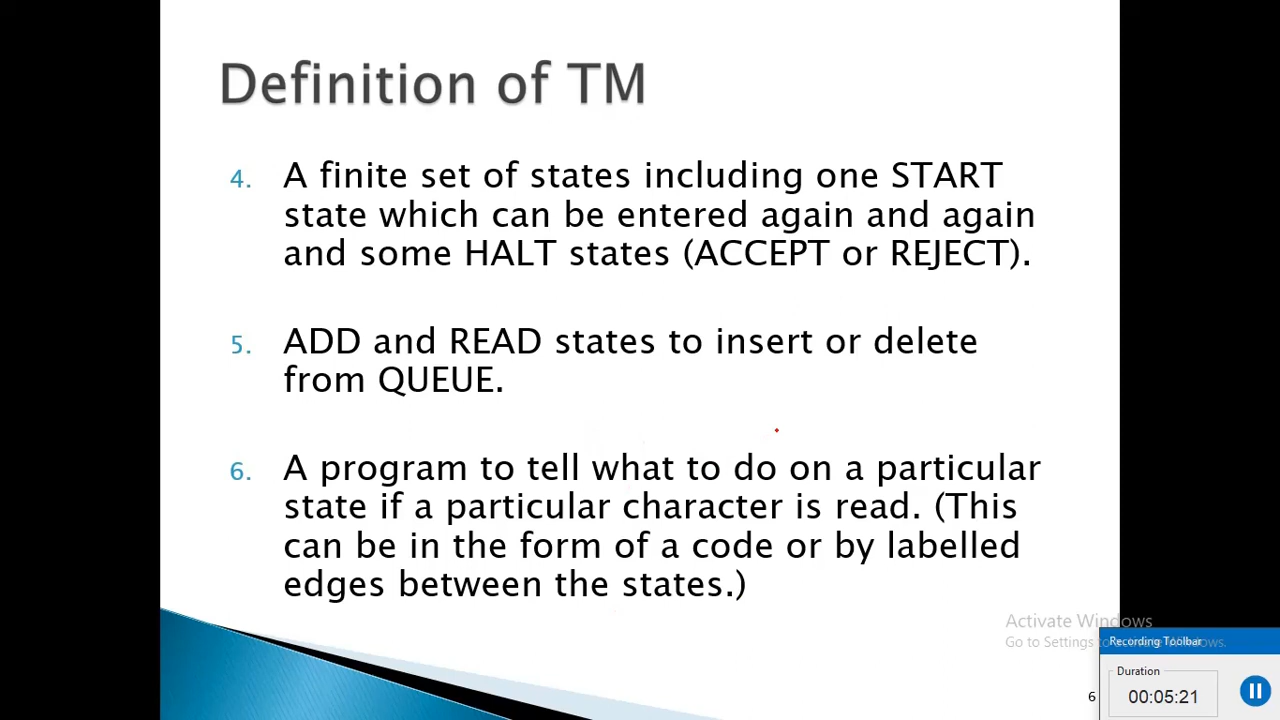 Definition of TM
4. A finite set of states including one START
state which can be entered again and again
and some HALT states (ACCEPT or REJECT).
5. ADD and READ states to insert or delete
from QUEUE.
6. A program to tell what to do on a particular
state if a particular character is read. (This
can be in the form of a code or by labelled
edges between the states.)
Activate Windows
Go to Settings to activate Windows.
Recording Toolbar
Duration
00:05:21
6